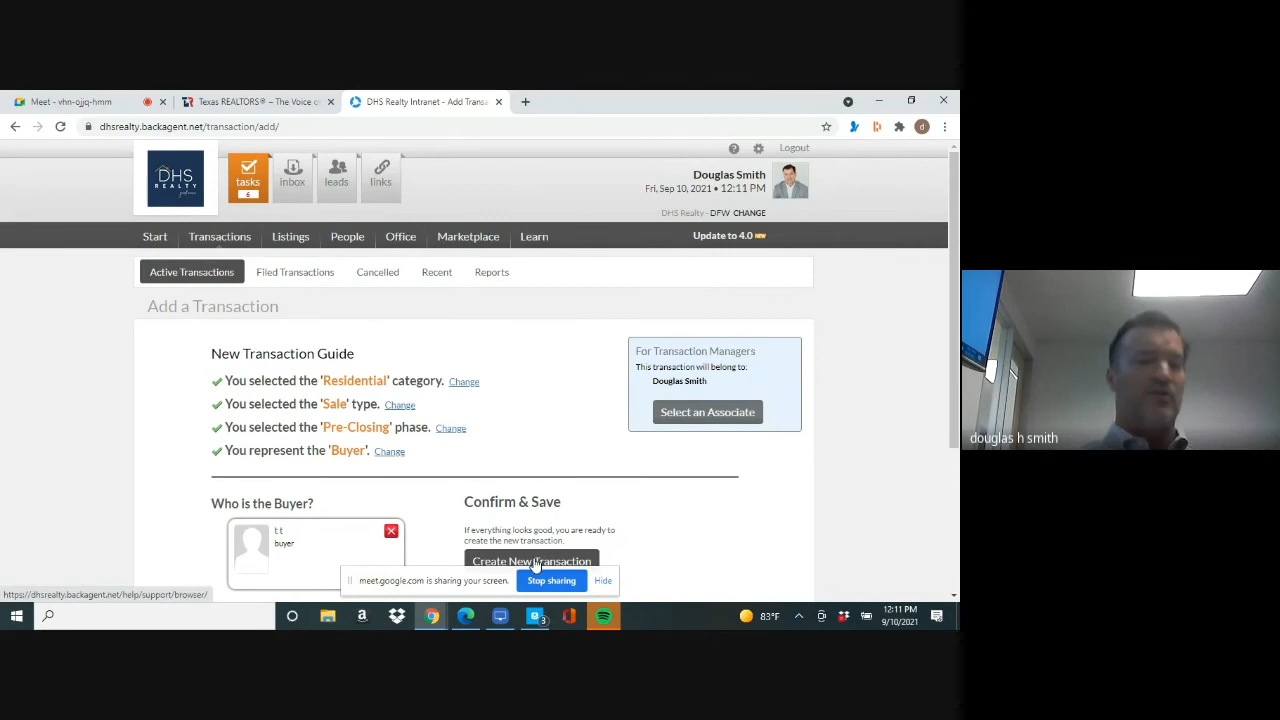 Meet - vhn-ojjq-hmm
Texas REALTORS® – The Voice o
DHS Realty Intranet - Add Transa
dhsrealty.backagent.net/transaction/add/
d
Logout
DHS
REALTY
tasks
6
inbox
leads
links
Douglas Smith
Fri, Sep 10, 2021 • 12:11 PM
DHS Realty - DFW CHANGE
Start
Transactions
Listings
People
Office
Marketplace
Learn
Update to 4.0 NEW
Active Transactions
Filed Transactions
Cancelled
Recent
Reports
Add a Transaction
New Transaction Guide
You selected the 'Residential' category. Change
You selected the 'Sale' type. Change
You selected the 'Pre-Closing' phase. Change
You represent the 'Buyer'. Change
For Transaction Managers
This transaction will belong to:
Douglas Smith
Select an Associate
Who is the Buyer?
t t
buyer
Confirm & Save
If everything looks good, you are ready to
create the new transaction.
Create New Transaction
meet.google.com is sharing your screen.
Stop sharing
Hide
https://dhsrealty.backagent.net/help/support/browser/
3
83°F
12:11 PM
9/10/2021
douglas h smith